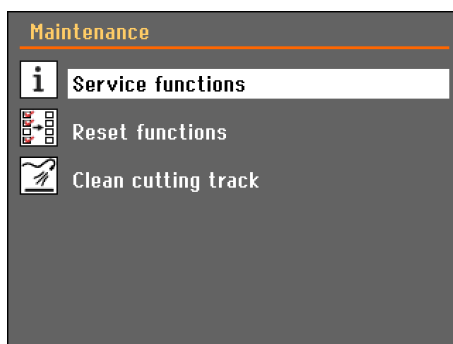 Maintenance
Service functions
Reset functions
Clean cutting track